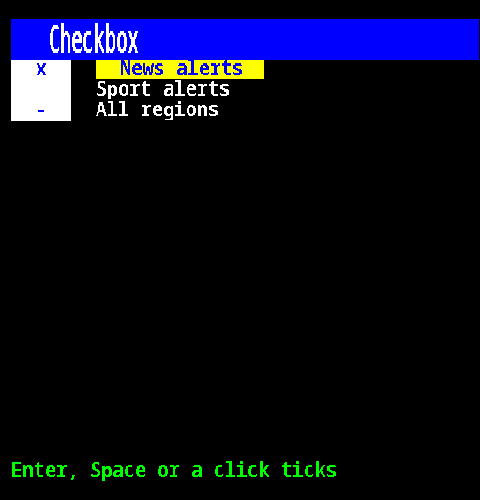 Checkbox
x News alerts
Sport alerts
- All regions
Enter, Space or a click ticks